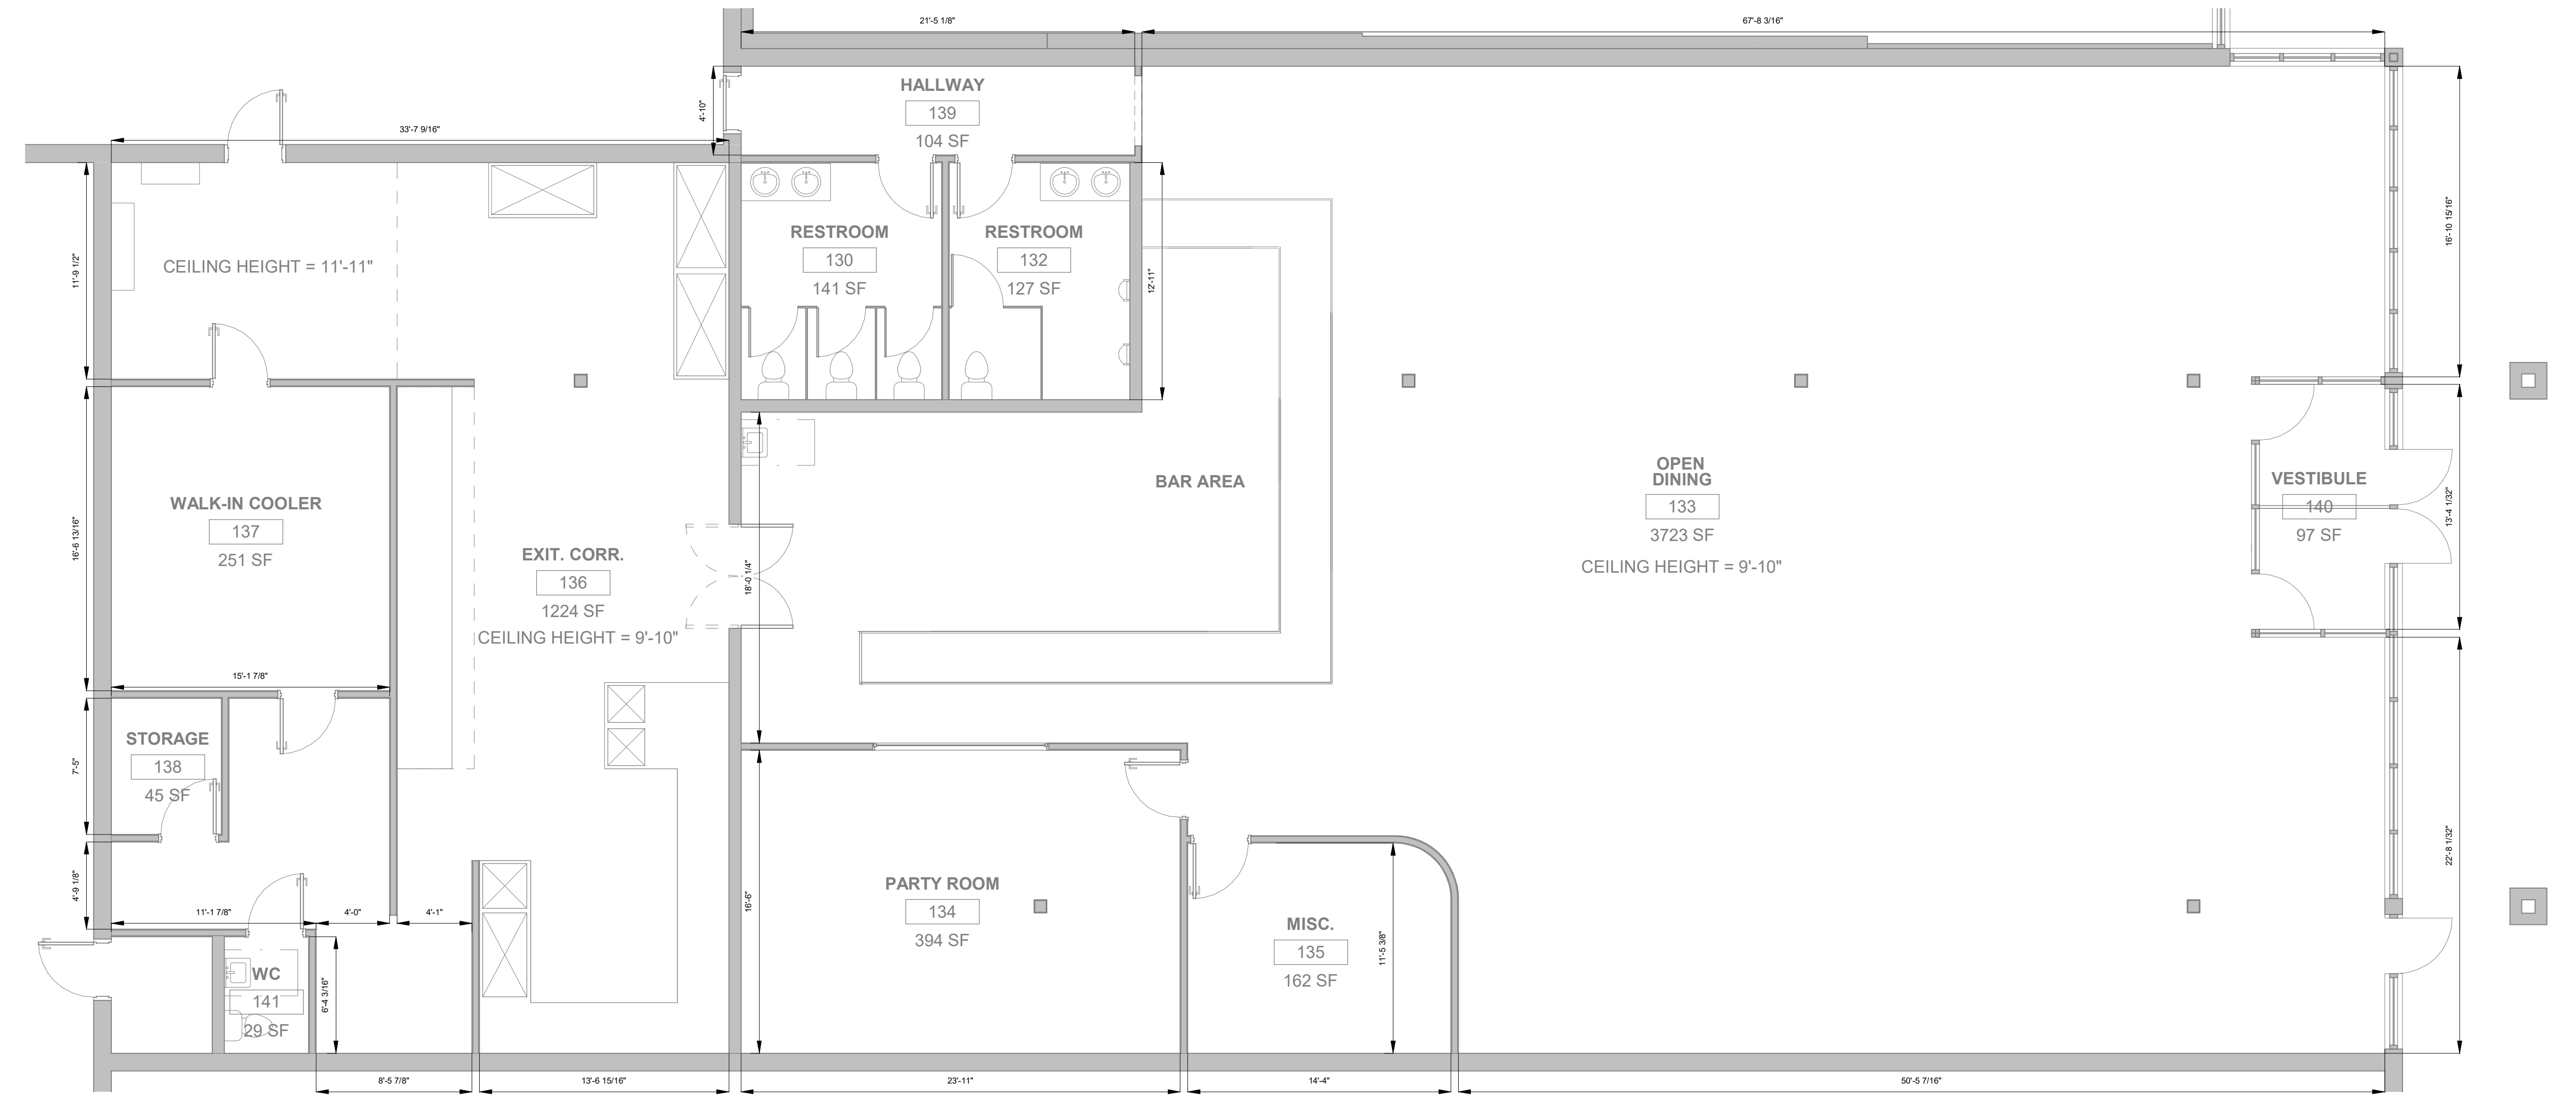 21'-5 1/8"
67'-8 3/16"
HALLWAY
139
104 SF
4'-10"
33'-7 9/16"
11'-9 1/2"
CEILING HEIGHT = 11'-11"
RESTROOM
130
141 SF
RESTROOM
132
127 SF
12'-11"
16'-10 15/16"
WALK-IN COOLER
137
251 SF
16'-6 13/16"
15'-1 7/8"
EXIT. CORR.
136
1224 SF
CEILING HEIGHT = 9'-10"
18'-0 1/4"
BAR AREA
OPEN
DINING
133
3723 SF
CEILING HEIGHT = 9'-10"
VESTIBULE
140
97 SF
13'-4 1/32"
STORAGE
138
45 SF
7'-5"
4'-9 1/8"
11'-1 7/8"
4'-0"
4'-1"
WC
141
29 SF
6'-4 3/16"
PARTY ROOM
134
394 SF
16'-6"
MISC.
135
162 SF
11'-5 3/8"
22'-8 1/32"
8'-5 7/8"
13'-6 15/16"
23'-11"
14'-4"
50'-5 7/16"